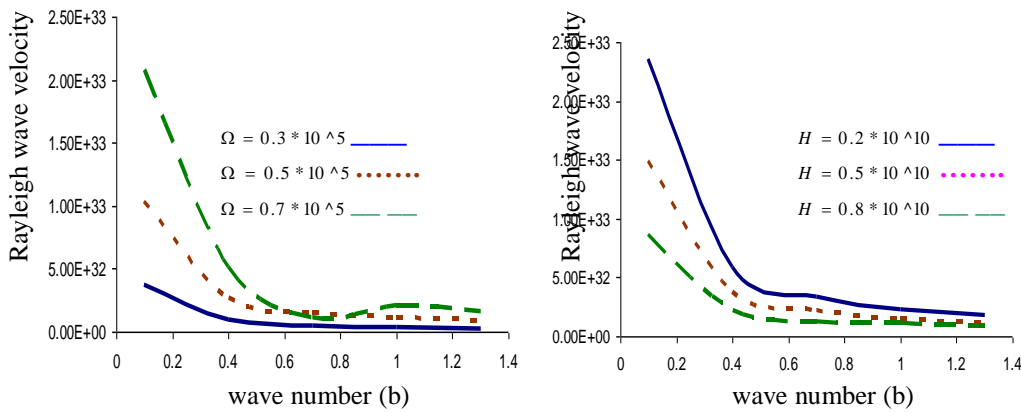 Rayleigh wave velocity
2.50E+33
2.00E+33
1.50E+33
1.00E+33
5.00E+32
0.00E+00
0
0.2
0.4
0.6
0.8
1
1.2
1.4
wave number (b)
Ω = 0.3 * 10 ^5
Ω = 0.5 * 10 ^5
Ω = 0.7 * 10 ^5
Rayleigh wave velocity
2.50E+33
2.00E+33
1.50E+33
1.00E+33
5.00E+32
0.00E+00
0
0.2
0.4
0.6
0.8
1
1.2
1.4
wave number (b)
H = 0.2 * 10 ^10
H = 0.5 * 10 ^10
H = 0.8 * 10 ^10